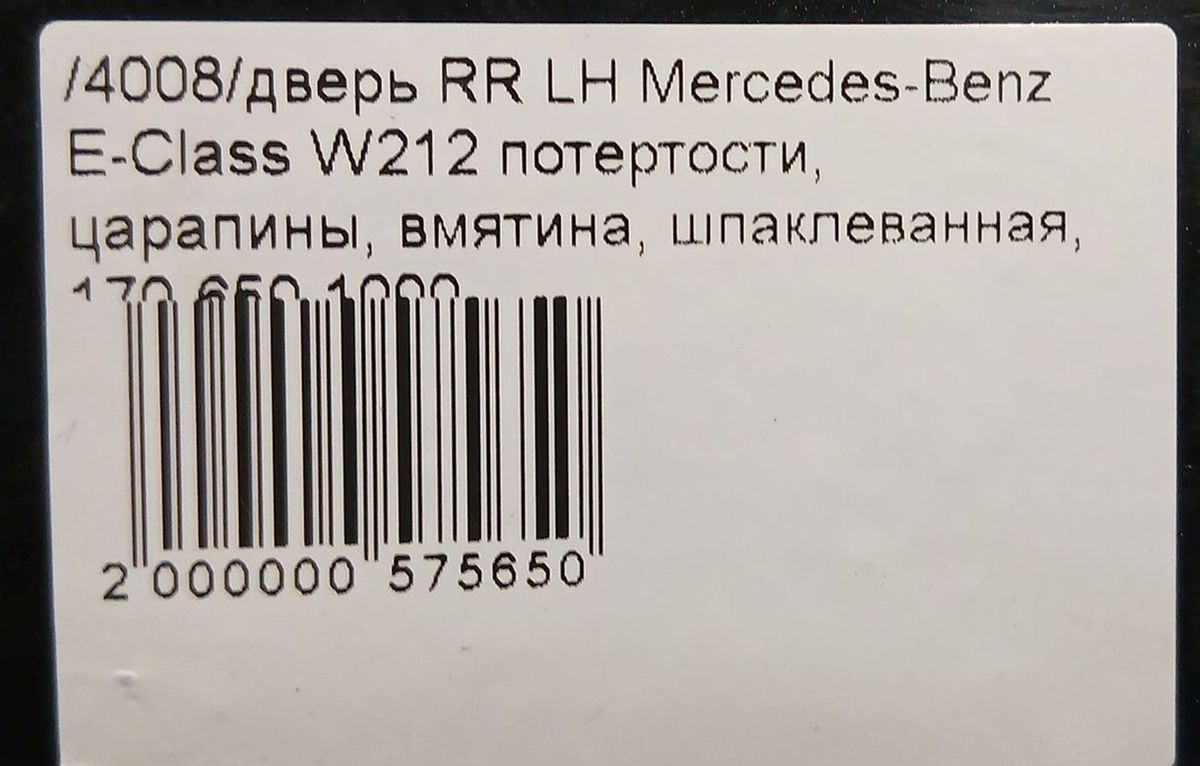 /4008/дверь RR LH Mercedes-Benz
E-Class W212 потертости,
царапины, вмятина, шпаклеванная,
2 000000 575650